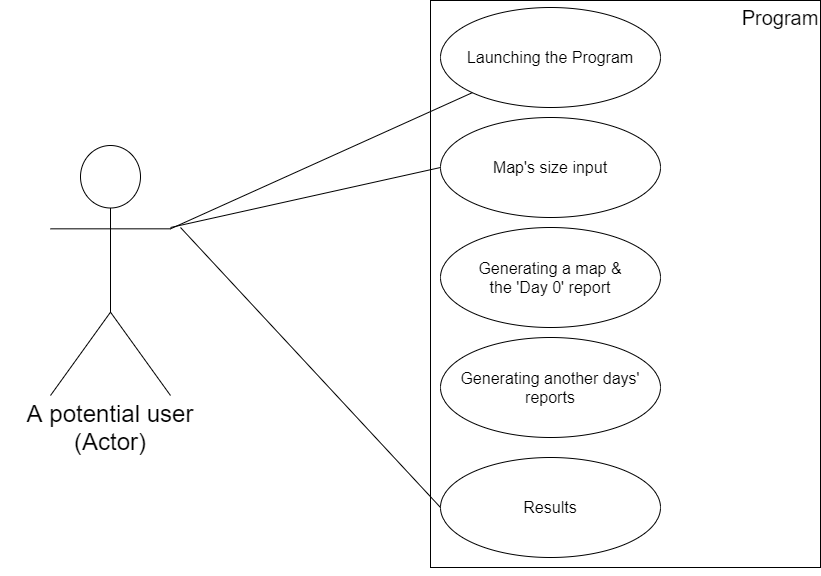 Program
Launching the Program
Map's size input
Generating a map &
the 'Day 0' report
Generating another days'
reports
A potential user
(Actor)
Results